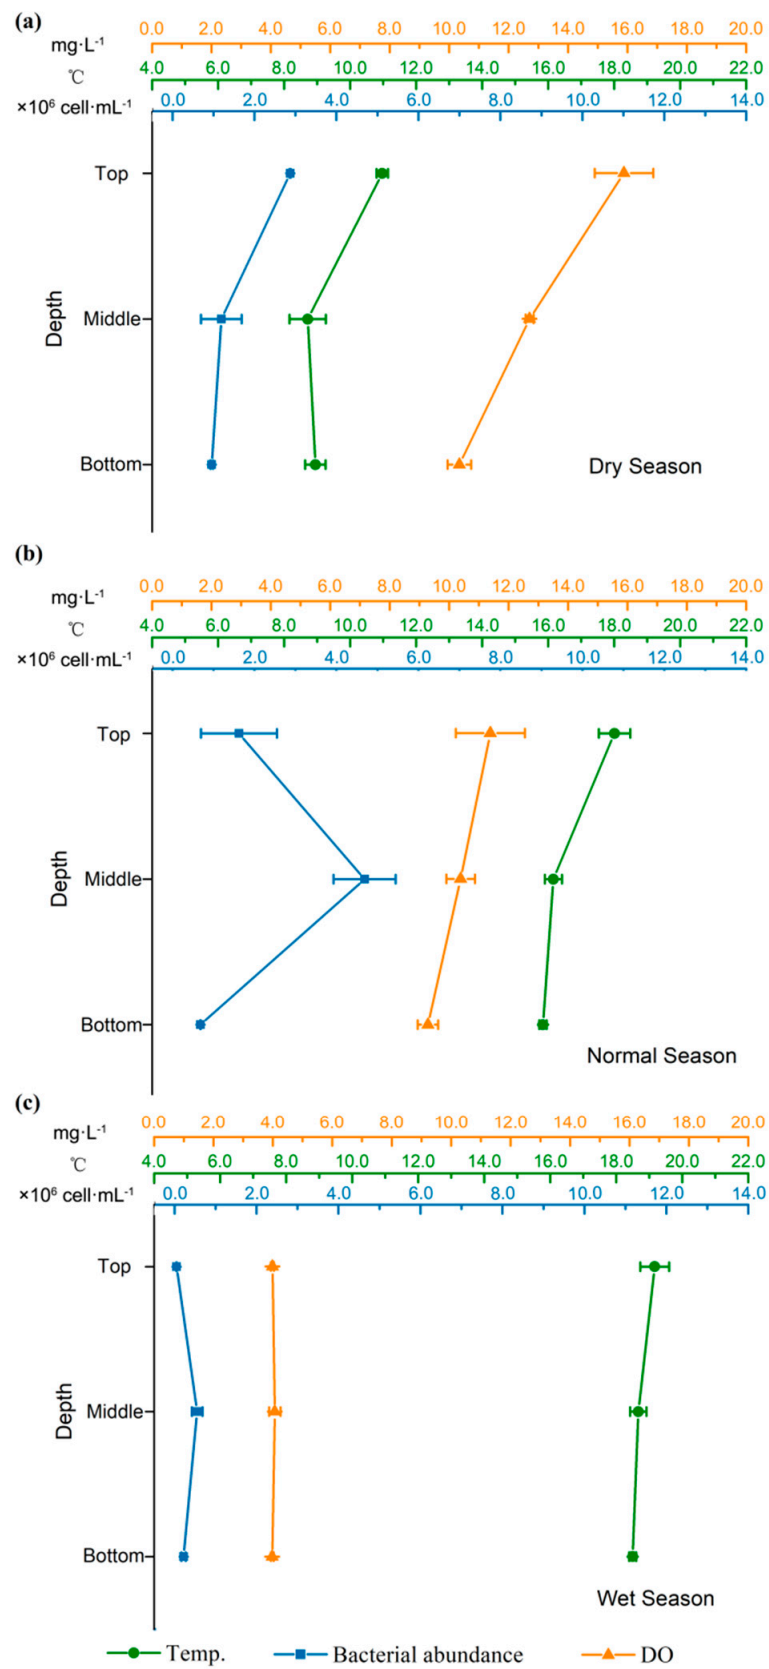 (a)
0.0 2.0 4.0 6.0 8.0 10.0 12.0 14.0 16.0 18.0 20.0
mg·L⁻¹
4.0 6.0 8.0 10.0 12.0 14.0 16.0 18.0 20.0 22.0
℃
×10⁶ cell·mL⁻¹ 0.0 2.0 4.0 6.0 8.0 10.0 12.0 14.0
Top
Middle
Depth
Bottom
Dry Season
(b)
0.0 2.0 4.0 6.0 8.0 10.0 12.0 14.0 16.0 18.0 20.0
mg·L⁻¹
4.0 6.0 8.0 10.0 12.0 14.0 16.0 18.0 20.0 22.0
℃
×10⁶ cell·mL⁻¹ 0.0 2.0 4.0 6.0 8.0 10.0 12.0 14.0
Top
Middle
Depth
Bottom
Normal Season
(c)
0.0 2.0 4.0 6.0 8.0 10.0 12.0 14.0 16.0 18.0 20.0
mg·L⁻¹
4.0 6.0 8.0 10.0 12.0 14.0 16.0 18.0 20.0 22.0
℃
×10⁶ cell·mL⁻¹ 0.0 2.0 4.0 6.0 8.0 10.0 12.0 14.0
Top
Middle
Depth
Bottom
Wet Season
Temp. Bacterial abundance DO